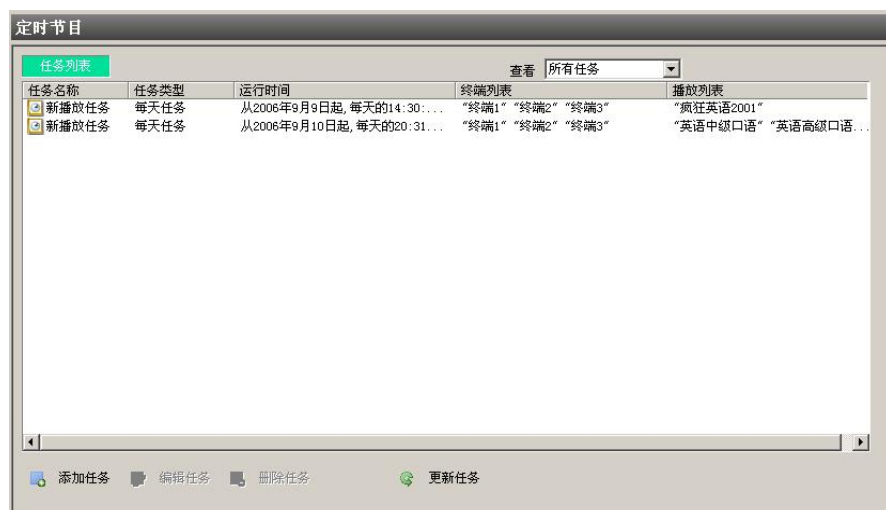 定时节目
任务列表 查看 所有任务
任务名称 任务类型 运行时间 终端列表 播放列表
新播放任务 每天任务 从2006年9月9日起,每天的14:30:... "终端1" "终端2" "终端3" "疯狂英语2001"
新播放任务 每天任务 从2006年9月10日起,每天的20:31... "终端1" "终端2" "终端3" "英语中级口语" "英语高级口语...
添加任务 编辑任务 删除任务 更新任务